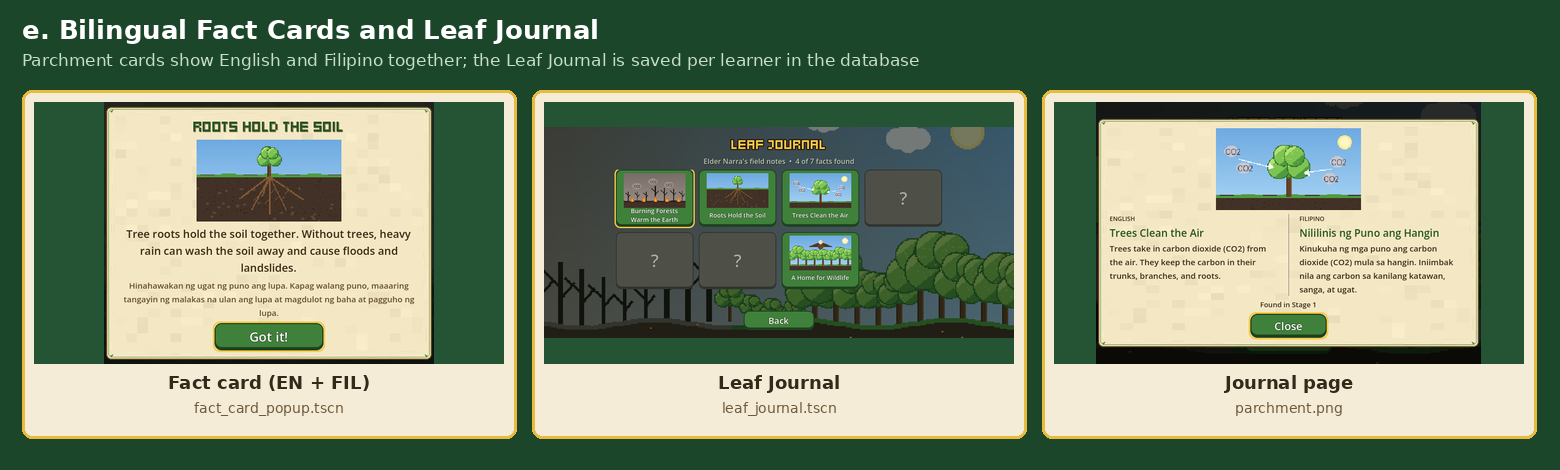 e. Bilingual Fact Cards and Leaf Journal
Parchment cards show English and Filipino together; the Leaf Journal is saved per learner in the database
ROOTS HOLD THE SOIL
Tree roots hold the soil together. Without trees, heavy
rain can wash the soil away and cause floods and
landslides.
Hinahawakan ng ugat ng puno ang lupa. Kapag walang puno, maaaring
tangayin ng malakas na ulan ang lupa at magdulot ng baha at pagguho ng
lupa.
Got it!
Fact card (EN + FIL)
fact_card_popup.tscn
LEAF JOURNAL
Elder Narra's field notes • 4 of 7 facts found
Burning Forests
Warm the Earth
Roots Hold the Soil
Trees Clean the Air
?
?
?
A Home for Wildlife
Back
Leaf Journal
leaf_journal.tscn
CO2
CO2
CO2
CO2
ENGLISH
Trees Clean the Air
Trees take in carbon dioxide (CO2) from
the air. They keep the carbon in their
trunks, branches, and roots.
FILIPINO
Nililinis ng Puno ang Hangin
Kinukuha ng mga puno ang carbon
dioxide (CO2) mula sa hangin. Iniimbak
nila ang carbon sa kanilang katawan,
sanga, at ugat.
Found in Stage 1
Close
Journal page
parchment.png